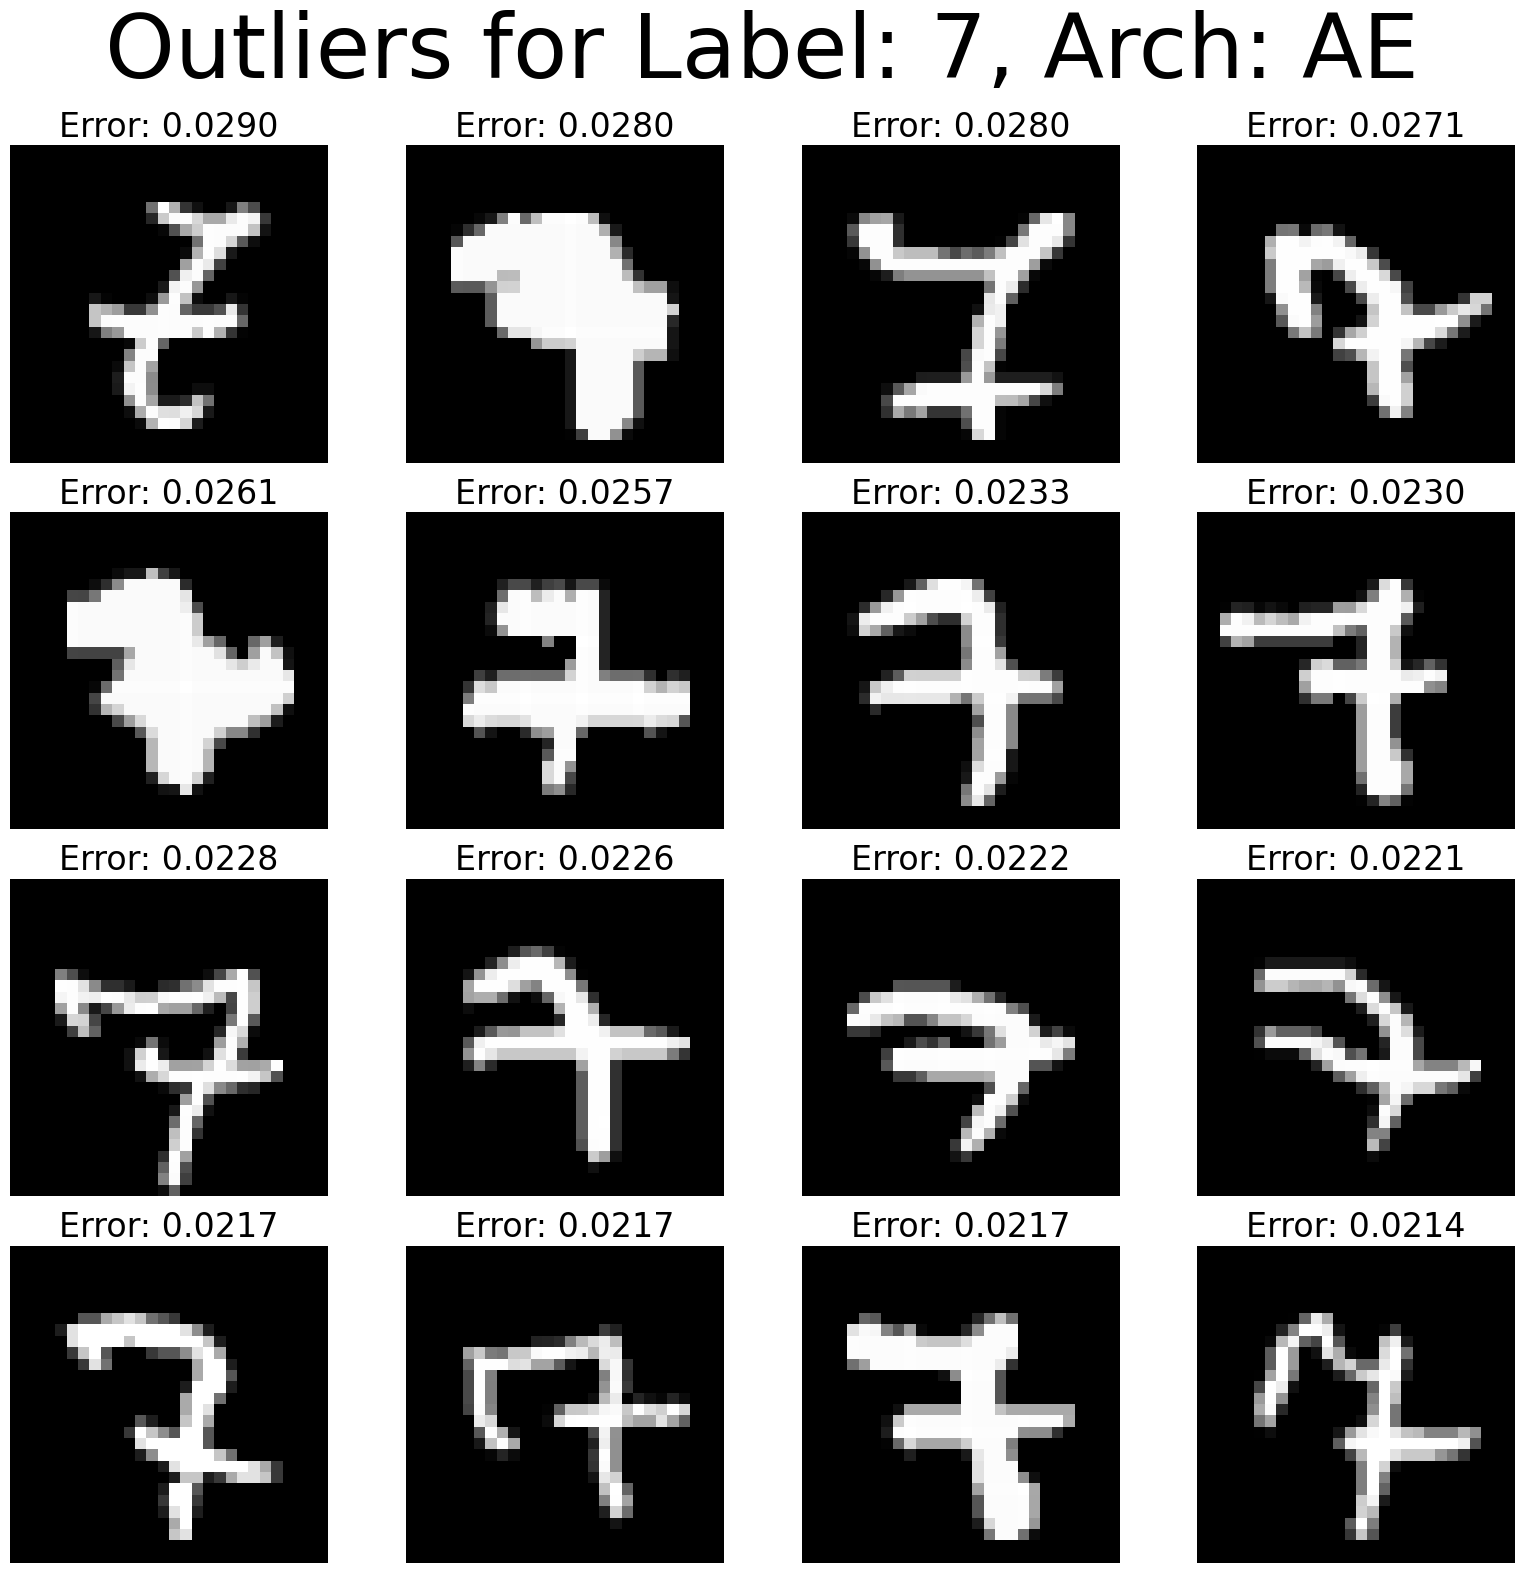 Outliers for Label: 7, Arch: AE
Error: 0.0290 Error: 0.0280 Error: 0.0280 Error: 0.0271
Error: 0.0261 Error: 0.0257 Error: 0.0233 Error: 0.0230
Error: 0.0228 Error: 0.0226 Error: 0.0222 Error: 0.0221
Error: 0.0217 Error: 0.0217 Error: 0.0217 Error: 0.0214